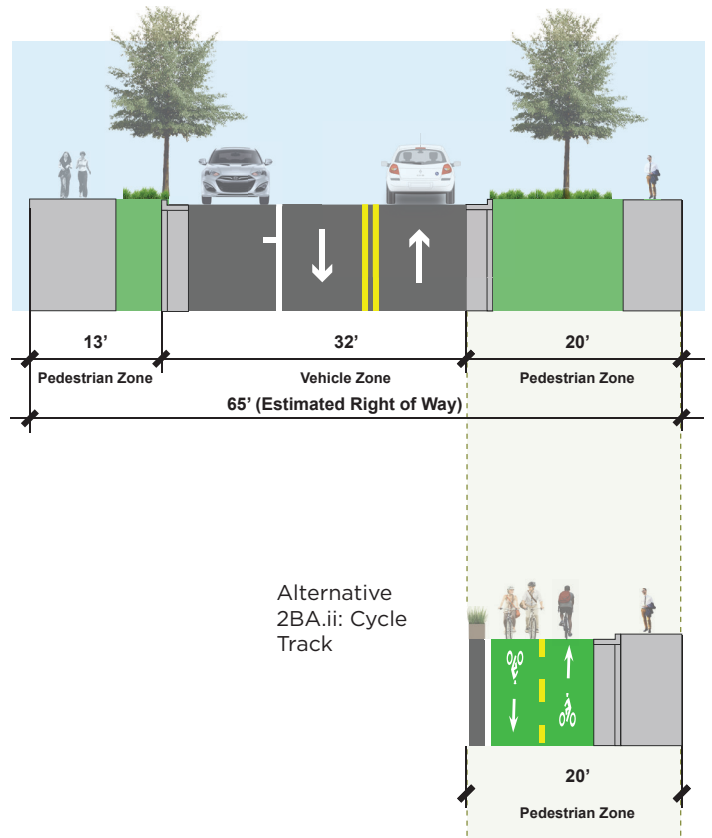 13’ 32’ 20’
Pedestrian Zone Vehicle Zone Pedestrian Zone
65’ (Estimated Right of Way)
Alternative
2BA.ii: Cycle
Track
20’
Pedestrian Zone